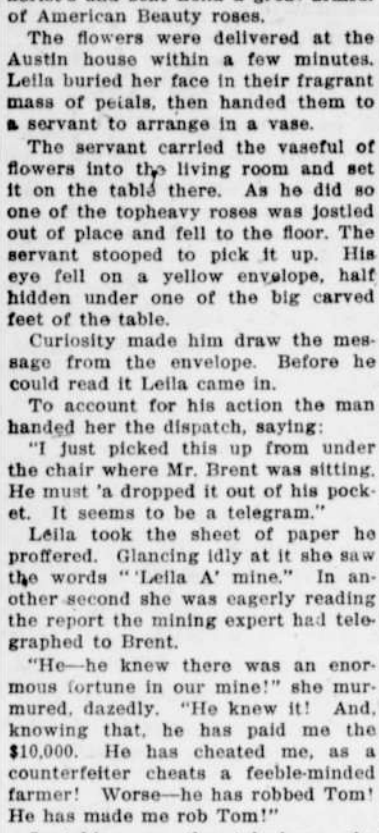 of American Beauty roses.
The flowers were delivered at the
Austin house within a few minutes.
Leila buried her face in their fragrant
mass of petals, then handed them to
a servant to arrange in a vase.
The servant carried the vaseful of
flowers into the living room and set
it on the table there. As he did so
one of the topheavy roses was jostled
out of place and fell to the floor. The
servant stooped to pick it up. His
eye fell on a yellow envelope, half
hidden under one of the big carved
feet of the table.
Curiosity made him draw the mes-
sage from the envelope. Before he
could read it Leila came in.
To account for his action the man
handed her the dispatch, saying:
"I just picked this up from under
the chair where Mr. Brent was sitting.
He must 'a dropped it out of his pock-
et. It seems to be a telegram."
Leila took the sheet of paper he
proffered. Glancing idly at it she saw
the words " 'Leila A' mine." In an-
other second she was eagerly reading
the report the mining expert had tele-
graphed to Brent.
"He—he knew there was an enor-
mous fortune in our mine!" she mur-
mured, dazedly. "He knew it! And,
knowing that, he has paid me the
$10,000. He has cheated me, as a
counterfeiter cheats a feeble-minded
farmer! Worse—he has robbed Tom!
He has made me rob Tom!"